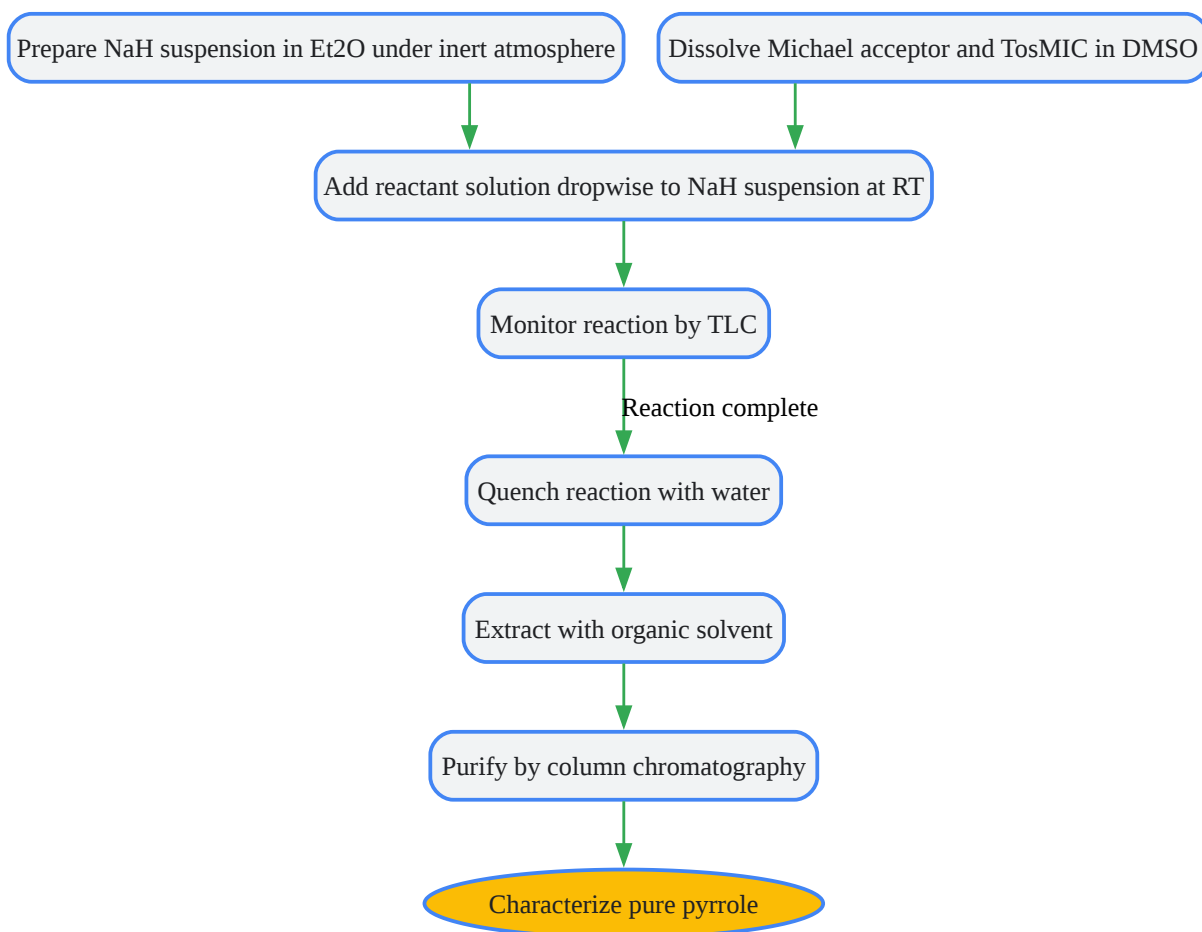 Prepare NaH suspension in Et2O under inert atmosphere
Dissolve Michael acceptor and TosMIC in DMSO
Add reactant solution dropwise to NaH suspension at RT
Monitor reaction by TLC
Reaction complete
Quench reaction with water
Extract with organic solvent
Purify by column chromatography
Characterize pure pyrrole